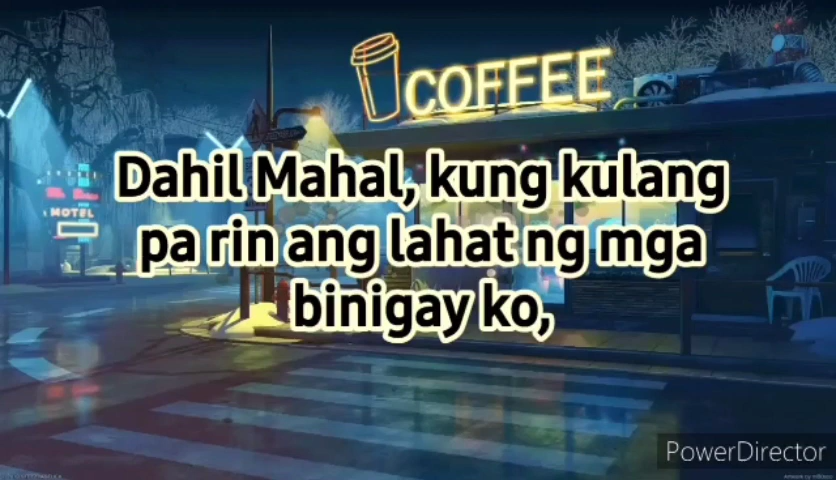 COFFEE
MOTEL
Dahil Mahal, kung kulang
pa rin ang lahat ng mga
binigay ko,
PowerDirector